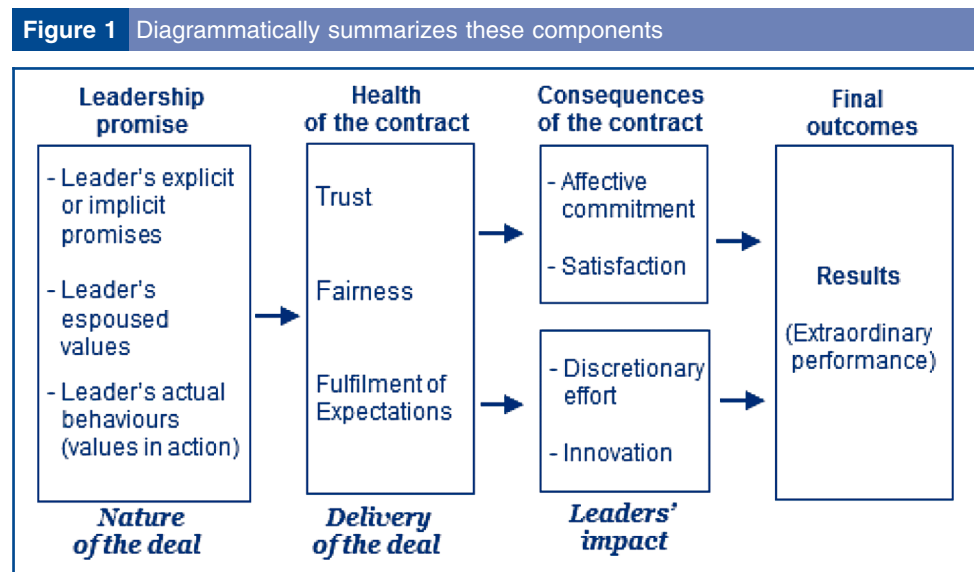 Figure 1 Diagrammatically summarizes these components
Leadership
promise
- Leader's explicit
or implicit
promises
- Leader's
espoused
values
- Leader's actual
behaviours
(values in action)
Nature
of the deal
Health
of the contract
Trust
Fairness
Fulfilment of
Expectations
Delivery
of the deal
Consequences
of the contract
- Affective
commitment
- Satisfaction
- Discretionary
effort
- Innovation
Leaders'
impact
Final
outcomes
Results
(Extraordinary
performance)